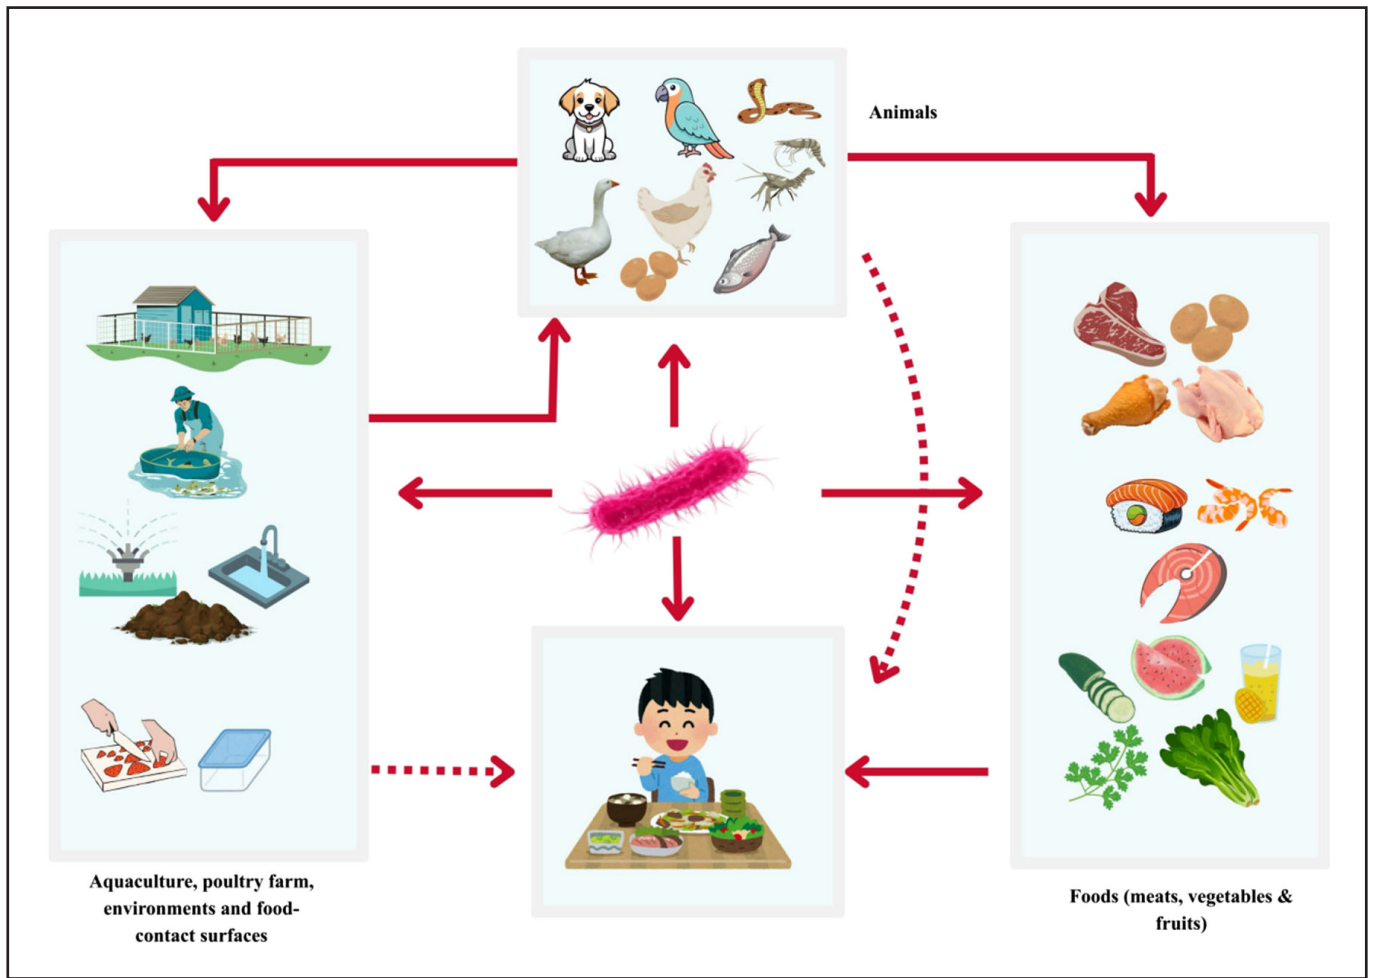 Animals
Aquaculture, poultry farm,
environments and food-
contact surfaces
Foods (meats, vegetables &
fruits)